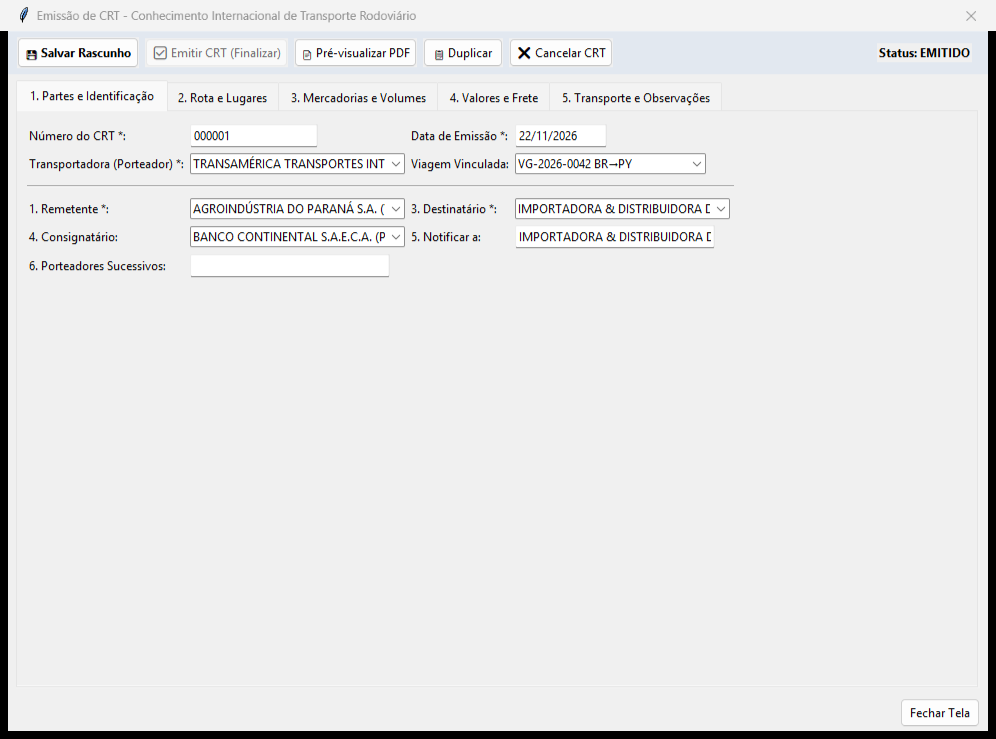 Emissão de CRT - Conhecimento Internacional de Transporte Rodoviário
Salvar Rascunho Emitir CRT (Finalizar) Pré-visualizar PDF Duplicar Cancelar CRT Status: EMITIDO
1. Partes e Identificação 2. Rota e Lugares 3. Mercadorias e Volumes 4. Valores e Frete 5. Transporte e Observações
Número do CRT *: 000001 Data de Emissão *: 22/11/2026
Transportadora (Porteador) *: TRANSAMÉRICA TRANSPORTES INT Viagem Vinculada: VG-2026-0042 BR→PY
1. Remetente *: AGROINDÚSTRIA DO PARANÁ S.A. ( 3. Destinatário *: IMPORTADORA & DISTRIBUIDORA D
4. Consignatário: BANCO CONTINENTAL S.A.E.C.A. (P 5. Notificar a: IMPORTADORA & DISTRIBUIDORA D
6. Porteadores Sucessivos:
Fechar Tela